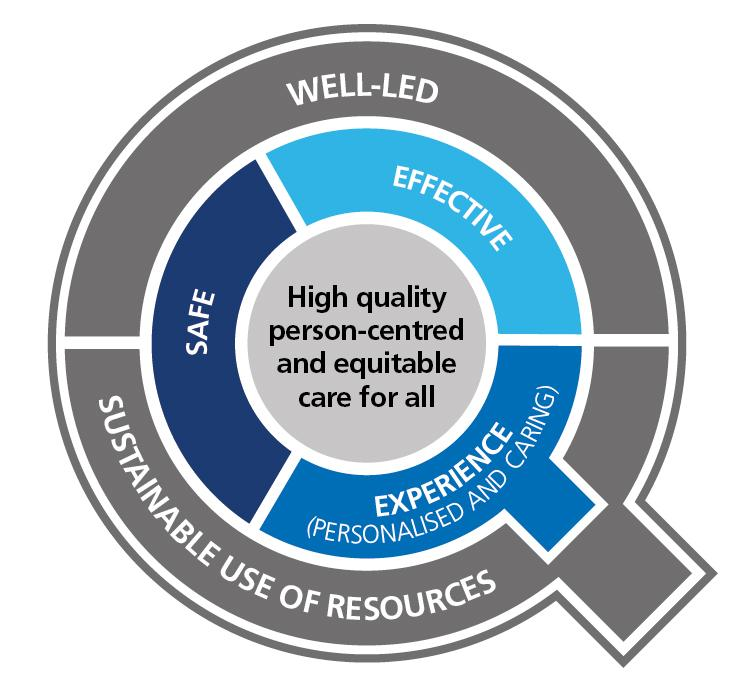 WELL-LED
EFFECTIVE
SAFE
High quality
person-centred
and equitable
care for all
EXPERIENCE
(PERSONALISED AND CARING)
SUSTAINABLE USE OF RESOURCES